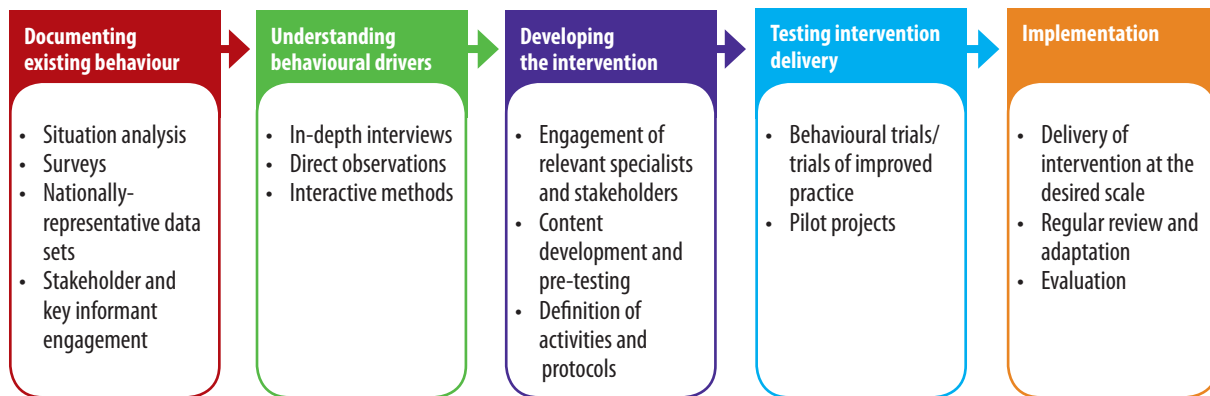 Documenting
existing behaviour
• Situation analysis
• Surveys
• Nationally-
representative data
sets
• Stakeholder and
key informant
engagement
Understanding
behavioural drivers
• In-depth interviews
• Direct observations
• Interactive methods
Developing
the intervention
• Engagement of
relevant specialists
and stakeholders
• Content
development and
pre-testing
• Definition of
activities and
protocols
Testing intervention
delivery
• Behavioural trials/
trials of improved
practice
• Pilot projects
Implementation
• Delivery of
intervention at the
desired scale
• Regular review and
adaptation
• Evaluation